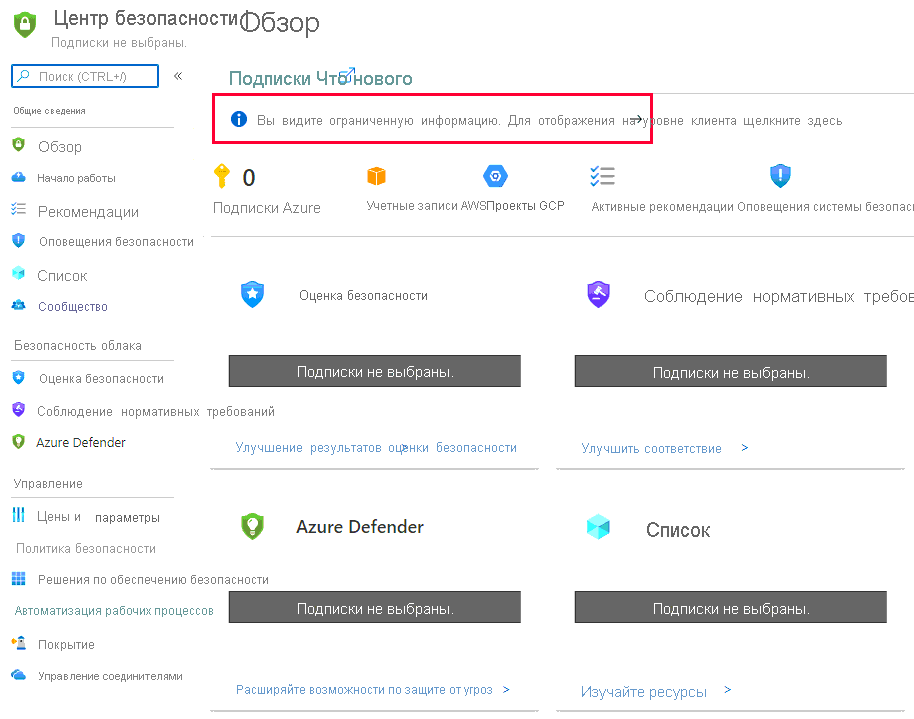 Центр безопасности
Обзор
Подписки не выбраны.
Поиск (CTRL+/)
«
Общие сведения
Обзор
Начало работы
Рекомендации
Оповещения безопасности
Список
Сообщество
Безопасность облака
Оценка безопасности
Соблюдение нормативных требований
Azure Defender
Управление
Цены и параметры
Политика безопасности
Решения по обеспечению безопасности
Автоматизация рабочих процессов
Покрытие
Управление соединителями
Подписки Что нового
Вы видите ограниченную информацию. Для отображения на уровне клиента щелкните здесь
0
Подписки Azure
Учетные записи AWS
Проекты GCP
Активные рекомендации
Оповещения системы безопас
Оценка безопасности
Подписки не выбраны.
Улучшение результатов оценки безопасности >
Соблюдение нормативных требов
Подписки не выбраны.
Улучшить соответствие >
Azure Defender
Подписки не выбраны.
Расширяйте возможности по защите от угроз >
Список
Подписки не выбраны.
Изучайте ресурсы >